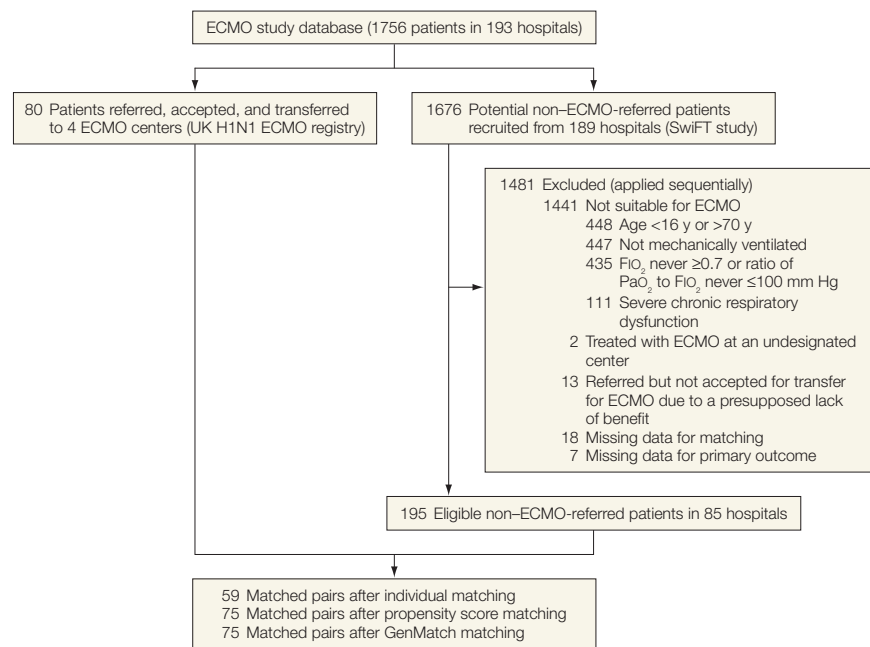 ECMO study database (1756 patients in 193 hospitals)
80 Patients referred, accepted, and transferred
to 4 ECMO centers (UK H1N1 ECMO registry)
1676 Potential non–ECMO-referred patients
recruited from 189 hospitals (SwiFT study)
1481 Excluded (applied sequentially)
1441 Not suitable for ECMO
448 Age <16 y or >70 y
447 Not mechanically ventilated
435 FIO2 never ≥0.7 or ratio of
PaO2 to FIO2 never ≤100 mm Hg
111 Severe chronic respiratory
dysfunction
2 Treated with ECMO at an undesignated
center
13 Referred but not accepted for transfer
for ECMO due to a presupposed lack
of benefit
18 Missing data for matching
7 Missing data for primary outcome
195 Eligible non–ECMO-referred patients in 85 hospitals
59 Matched pairs after individual matching
75 Matched pairs after propensity score matching
75 Matched pairs after GenMatch matching